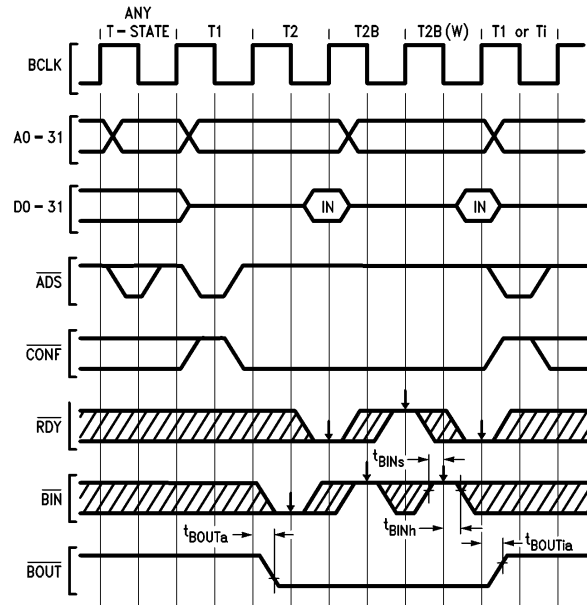 ANY
T-STATE T1 T2 T2B T2B(W) T1 or Ti
BCLK
A0-31
D0-31 IN IN
ADS
CONF
RDY
tBINs
BIN
tBOUTa tBINh tBOUTia
BOUT